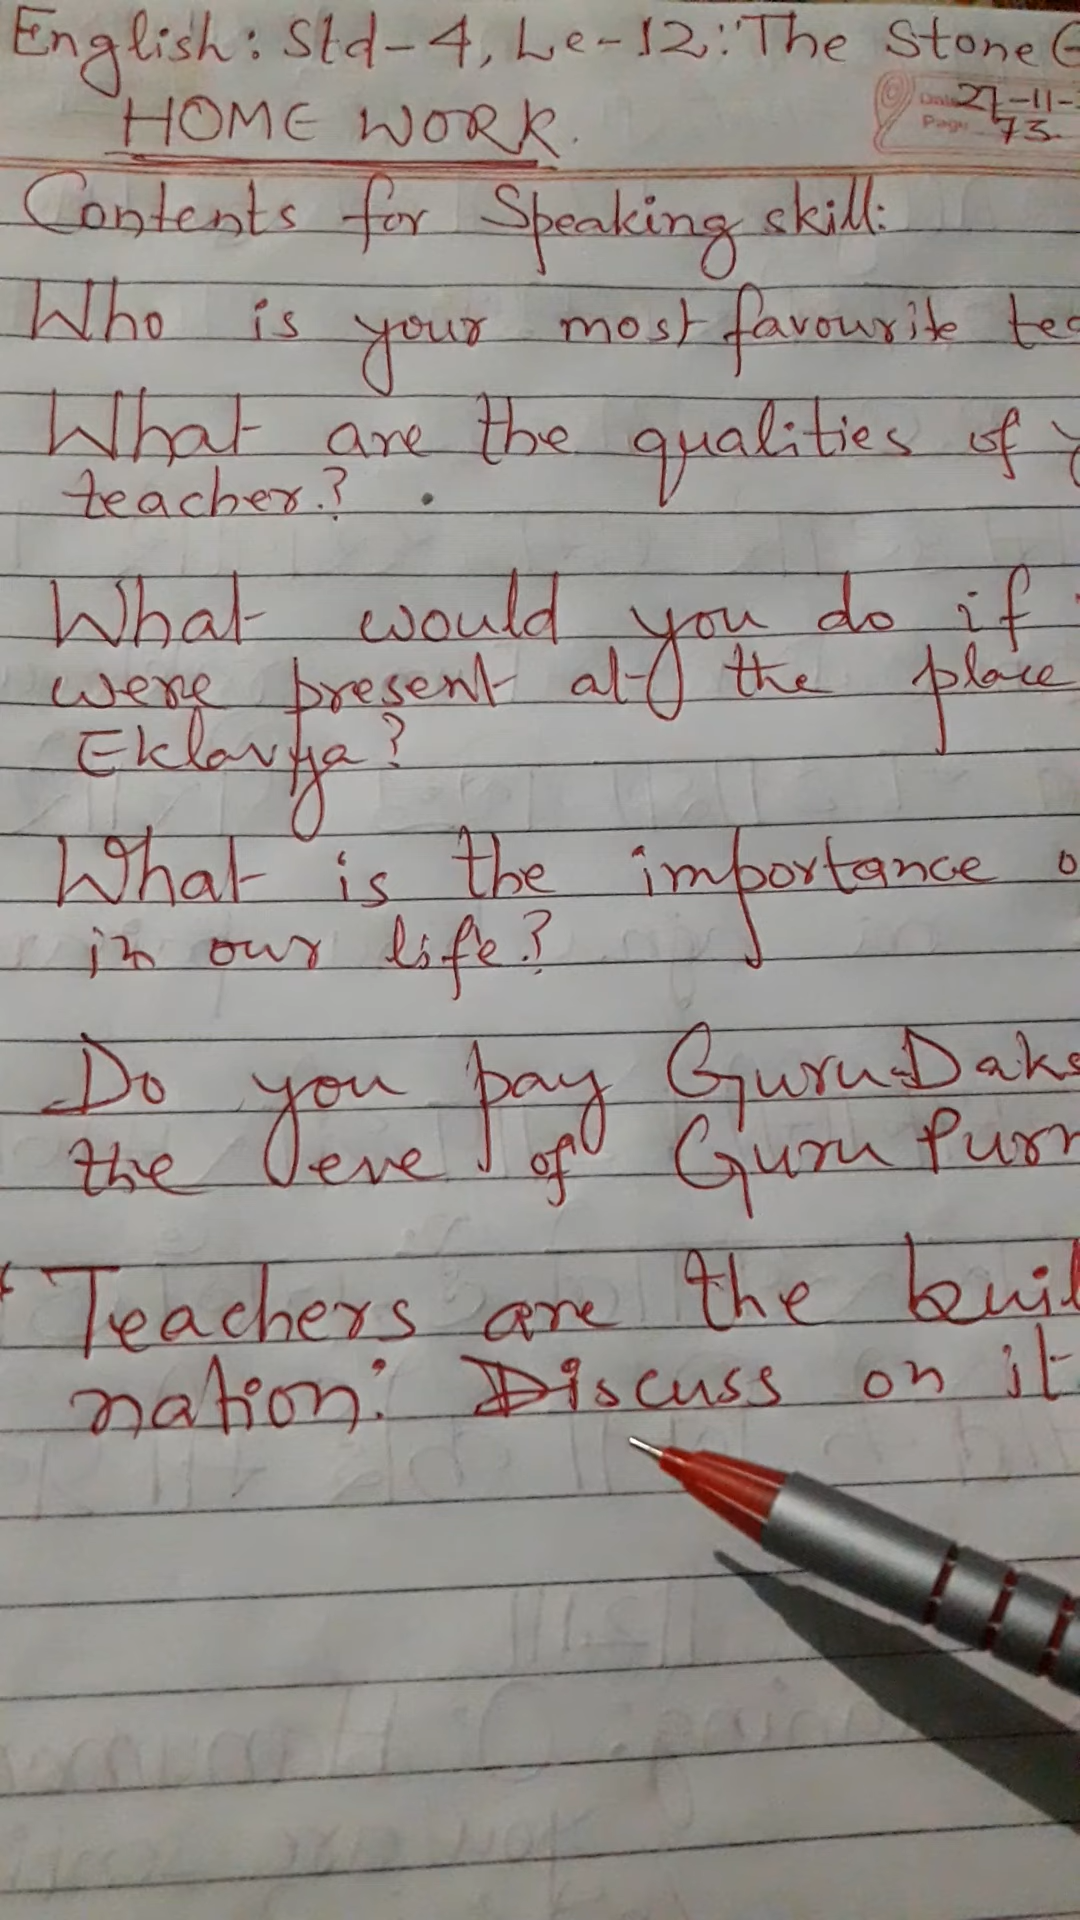 English: Std-4, Le-12: The Stone
HOME WORK.
Date 27-11-
Page 73
Contents for Speaking skill:
Who is your most favourite
What are the qualities of
teacher.?
What would you do if
were present at the place
Eklavya?
What is the importance
in our life?
Do you pay Guru-Daks
the eve of Guru Purn
Teachers are the buil
nation. Discuss on it